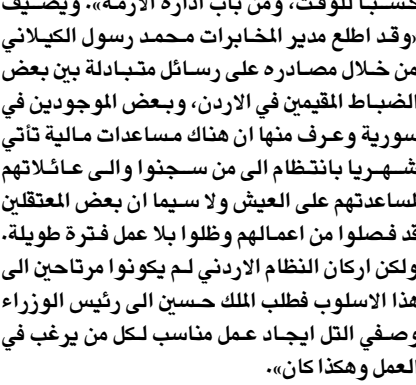 كسباً للوقت، ومن باب ادارة الازمة». ويضيف
«وقد اطلع مدير المخابرات محمد رسول الكيلاني
من خلال مصادره على رسائل متبادلة بين بعض
الضباط المقيمين في الاردن، وبعض الموجودين في
سورية وعرف منها ان هناك مساعدات مالية تأتي
شهريا بانتظام الى من سجنوا والى عائلاتهم
لمساعدتهم على العيش ولا سيما ان بعض المعتقلين
قد فصلوا من اعمالهم وظلوا بلا عمل فترة طويلة.
ولكن اركان النظام الاردني لم يكونوا مرتاحين الى
هذا الاسلوب فطلب الملك حسين الى رئيس الوزراء
وصفي التل ايجاد عمل مناسب لكل من يرغب في
العمل وهكذا كان».